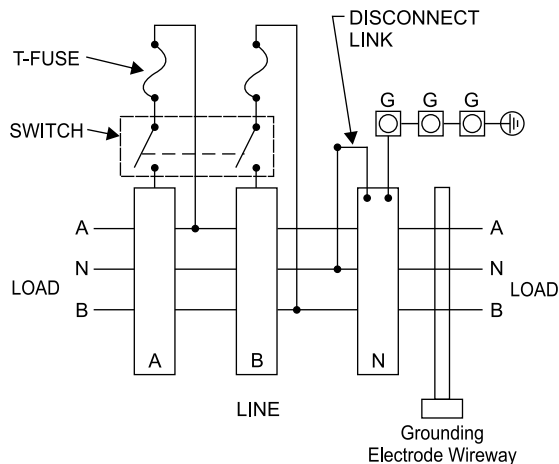 DISCONNECT
LINK
T-FUSE
G G G
SWITCH
A A
N N
LOAD LOAD
B B
A B N
LINE
Grounding
Electrode Wireway